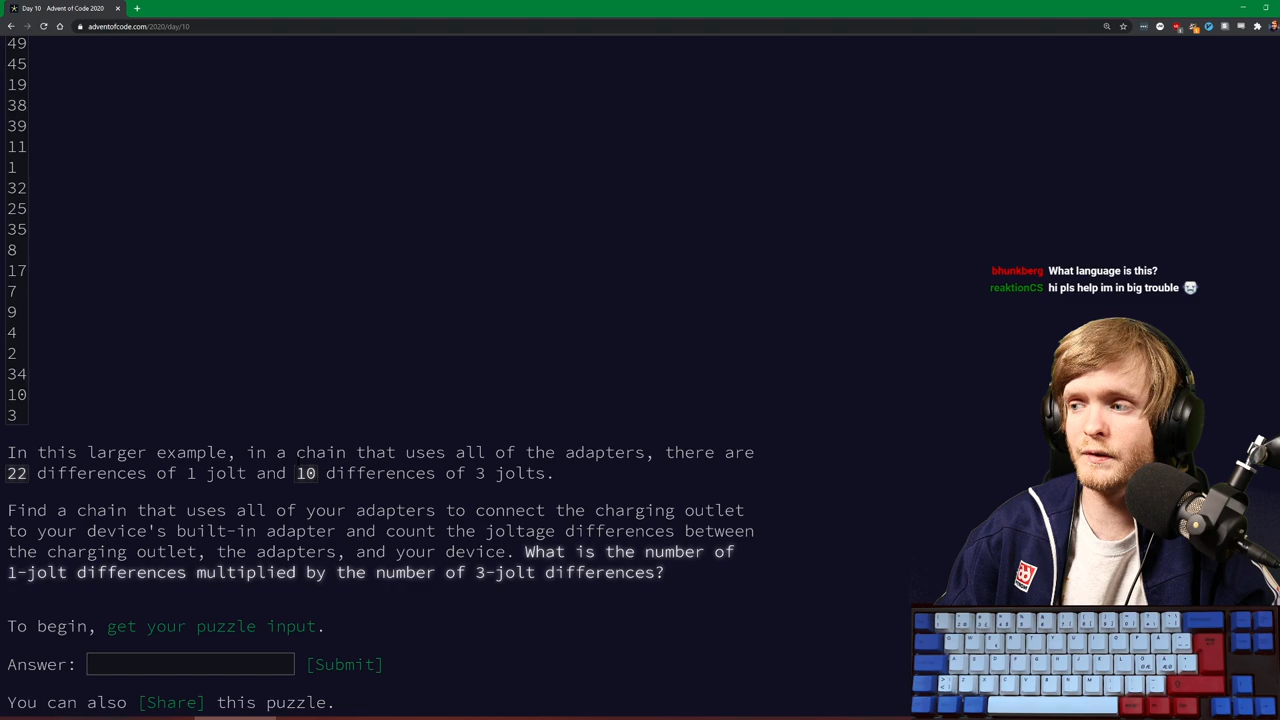 Day 10 - Advent of Code 2020
adventofcode.com/2020/day/10
49
45
19
38
39
11
1
32
25
35
8
17
7
9
4
2
34
10
3
bhunkberg What language is this?
reaktionCS hi pls help im in big trouble
In this larger example, in a chain that uses all of the adapters, there are
22 differences of 1 jolt and 10 differences of 3 jolts.
Find a chain that uses all of your adapters to connect the charging outlet
to your device's built-in adapter and count the joltage differences between
the charging outlet, the adapters, and your device. What is the number of
1-jolt differences multiplied by the number of 3-jolt differences?
To begin, get your puzzle input.
Answer: [Submit]
You can also [Share] this puzzle.